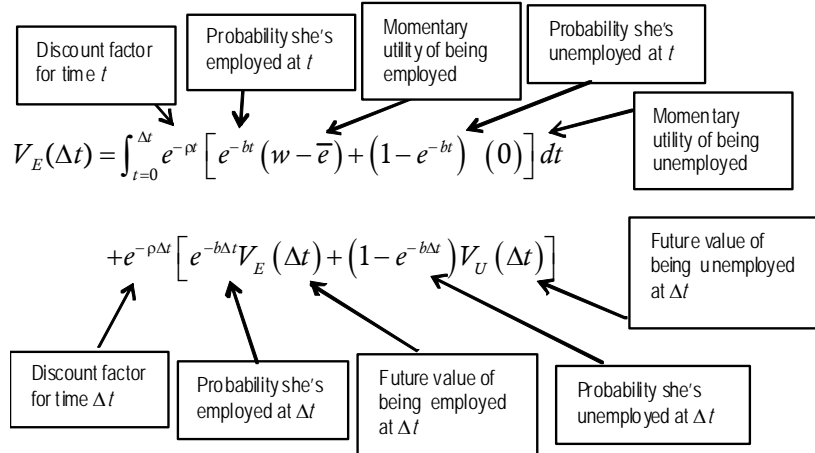 Discount factor
for time t
Probability she's
employed at t
Momentary
utility of being
employed
Probability she's
unemployed at t
Momentary
utility of being
unemployed
V_E(Δt) = ∫_{t=0}^{Δt} e^{−ρt} [e^{−bt} (w − e̅) + (1 − e^{−bt}) (0)] dt
+e^{−ρΔt} [e^{−bΔt} V_E (Δt) + (1 − e^{−bΔt}) V_U (Δt)]
Future value of
being unemployed
at Δt
Discount factor
for time Δt
Probability she's
employed at Δt
Future value of
being employed
at Δt
Probability she's
unemployed at Δt